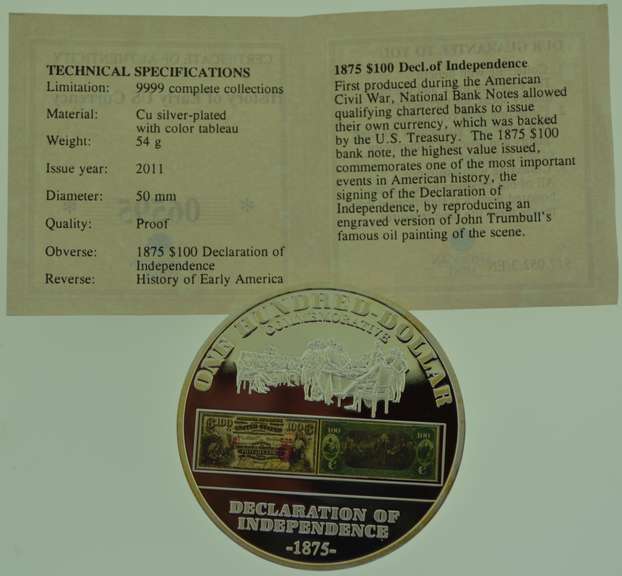 TECHNICAL SPECIFICATIONS
Limitation: 9999 complete collections
Material: Cu silver-plated
with color tableau
Weight: 54 g
Issue year: 2011
Diameter: 50 mm
Quality: Proof
Obverse: 1875 $100 Declaration of
Independence
Reverse: History of Early America
1875 $100 Decl.of Independence
First produced during the American
Civil War, National Bank Notes allowed
qualifying chartered banks to issue
their own currency, which was backed
by the U.S. Treasury. The 1875 $100
bank note, the highest value issued,
commemorates one of the most important
events in American history, the
signing of the Declaration of
Independence, by reproducing an
engraved version of John Trumbull's
famous oil painting of the scene.
ONE HUNDRED-DOLLAR
COMMEMORATIVE
100
100
100
100
DECLARATION OF
INDEPENDENCE
-1875-